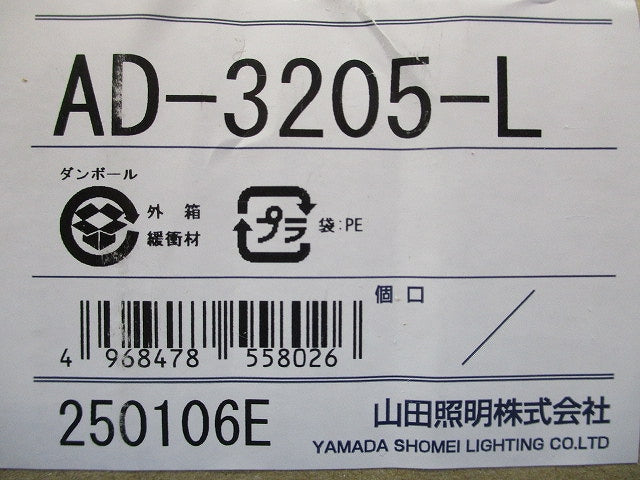 AD-3205-L
ダンボール
外 箱
緩衝材
プラ
袋:PE
個 口
4 968478 558026
250106E
山田照明株式会社
YAMADA SHOMEI LIGHTING CO.LTD